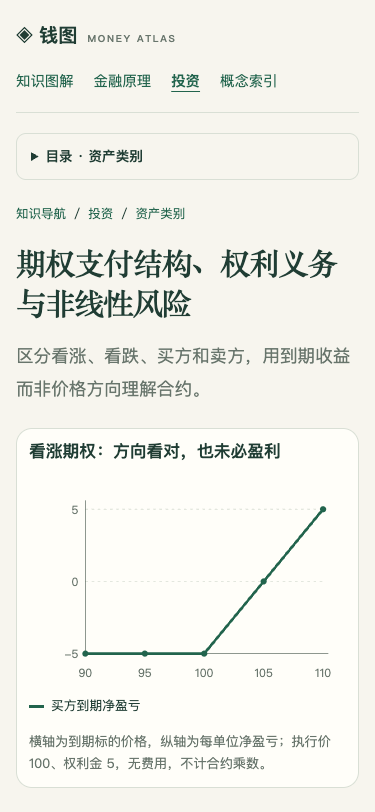 钱图 MONEY ATLAS
知识图解 金融原理 投资 概念索引
目录 · 资产类别
知识导航 / 投资 / 资产类别
期权支付结构、权利义务
与非线性风险
区分看涨、看跌、买方和卖方，用到期收益
而非价格方向理解合约。
看涨期权：方向看对，也未必盈利
5
0
−5
90 95 100 105 110
买方到期净盈亏
横轴为到期标的价格，纵轴为每单位净盈亏；执行价
100、权利金 5，无费用，不计合约乘数。